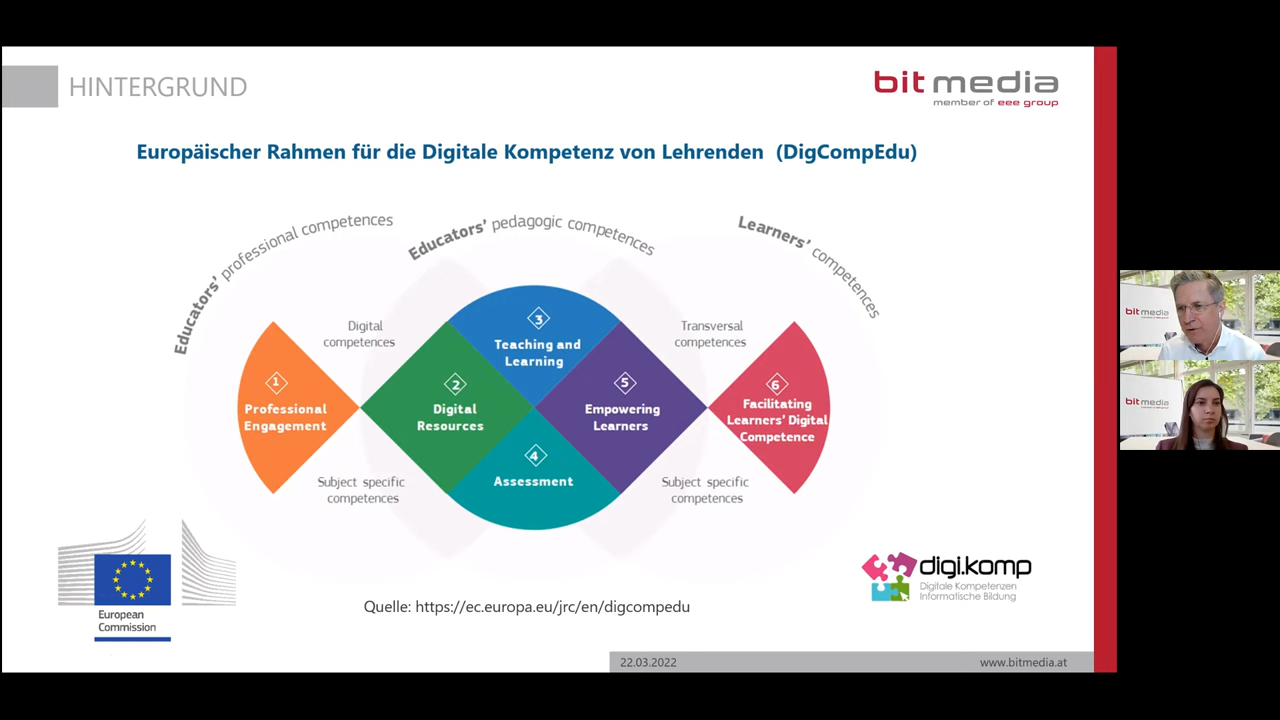 HINTERGRUND
bit media
member of eee group
Europäischer Rahmen für die Digitale Kompetenz von Lehrenden (DigCompEdu)
Educators' professional competences
Educators' pedagogic competences
Learners' competences
Digital
competences
Transversal
competences
3
Teaching and
Learning
1
Professional
Engagement
2
Digital
Resources
5
Empowering
Learners
6
Facilitating
Learners' Digital
Competence
4
Assessment
Subject specific
competences
Subject specific
competences
European
Commission
digi.komp
Digitale Kompetenzen
Informatische Bildung
Quelle: https://ec.europa.eu/jrc/en/digcompedu
22.03.2022
www.bitmedia.at
bit media
bit media